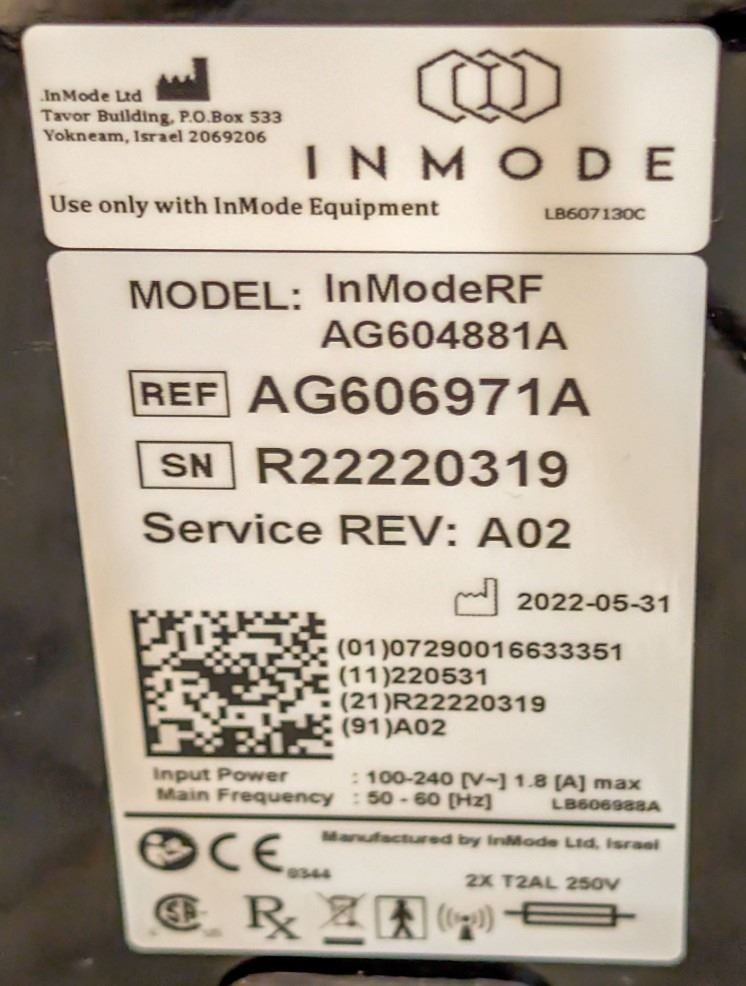 InMode Ltd
Tavor Building, P.O.Box 533
Yokneam, Israel 2069206
INMODE
Use only with InMode Equipment
LB607130C
MODEL: InModeRF
AG604881A
REF AG606971A
SN R22220319
Service REV: A02
2022-05-31
(01)07290016633351
(11)220531
(21)R22220319
(91)A02
Input Power : 100-240 [V~] 1.8 [A] max
Main Frequency : 50 - 60 [Hz]
LB606988A
Manufactured by InMode Ltd, Israel
CE 0344
2X T2AL 250V
Rx